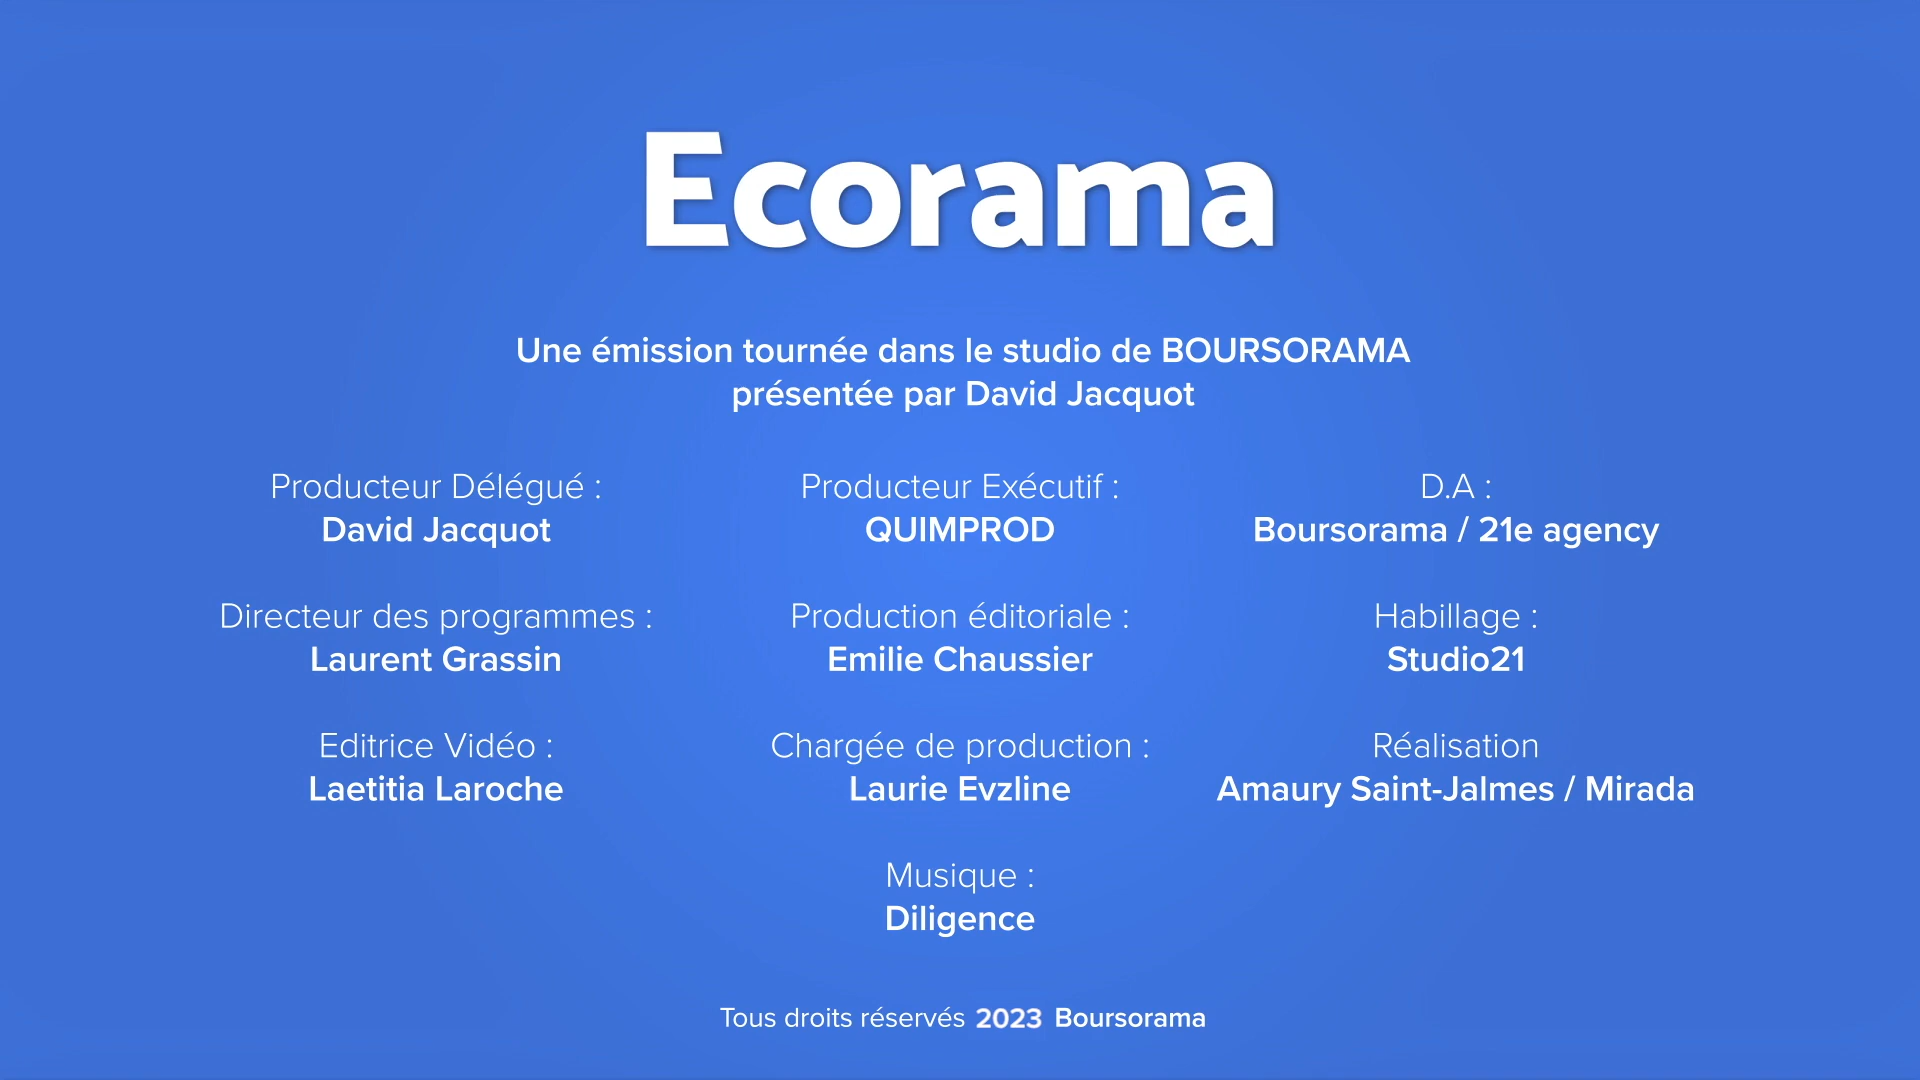 Ecorama
Une émission tournée dans le studio de BOURSORAMA
présentée par David Jacquot
Producteur Délégué :
David Jacquot
Producteur Exécutif :
QUIMPROD
D.A :
Boursorama / 21e agency
Directeur des programmes :
Laurent Grassin
Production éditoriale :
Emilie Chaussier
Habillage :
Studio21
Editrice Vidéo :
Laetitia Laroche
Chargée de production :
Laurie Evzline
Réalisation
Amaury Saint-Jalmes / Mirada
Musique :
Diligence
Tous droits réservés 2023 Boursorama